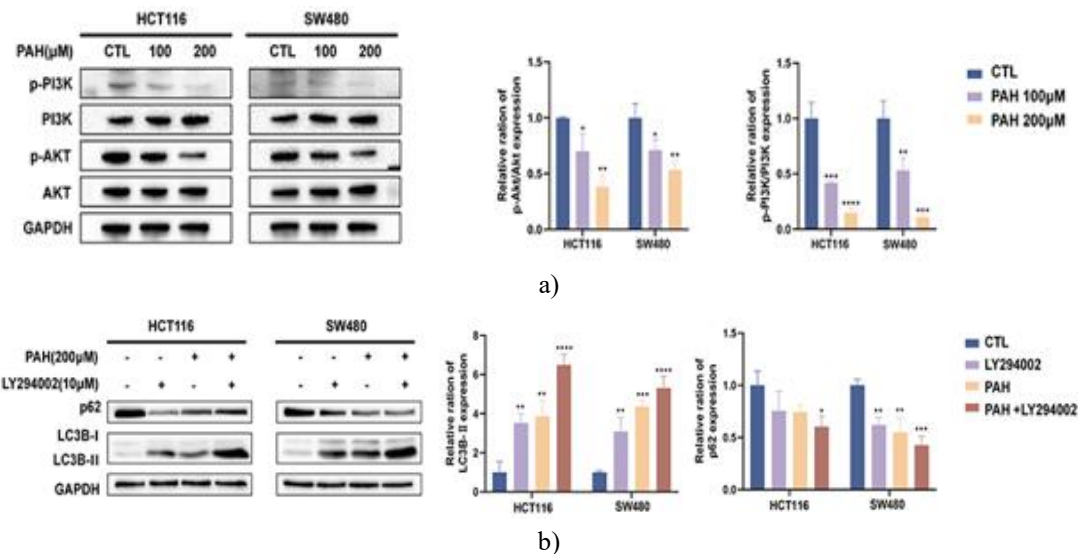 HCT116 SW480
PAH(μM) CTL 100 200 CTL 100 200
p-PI3K
PI3K
p-AKT
AKT
GAPDH
Relative ration of
p-Akt/Akt expression
1.5
1.0
0.5
0.0
* ** * **
HCT116 SW480
Relative ration of
p-PI3K/PI3K expression
1.5
1.0
0.5
0.0
*** **** ** ***
HCT116 SW480
CTL
PAH 100μM
PAH 200μM
a)
HCT116 SW480
PAH(200μM) - - + + - - + +
LY294002(10μM) - + - + - + - +
p62
LC3B-I
LC3B-II
GAPDH
Relative ration of
LC3B-II expression
8
6
4
2
0
** ** **** ** *** ****
HCT116 SW480
Relative ration of
p62 expression
1.5
1.0
0.5
0.0
* ** ** ***
HCT116 SW480
CTL
LY294002
PAH
PAH +LY294002
b)